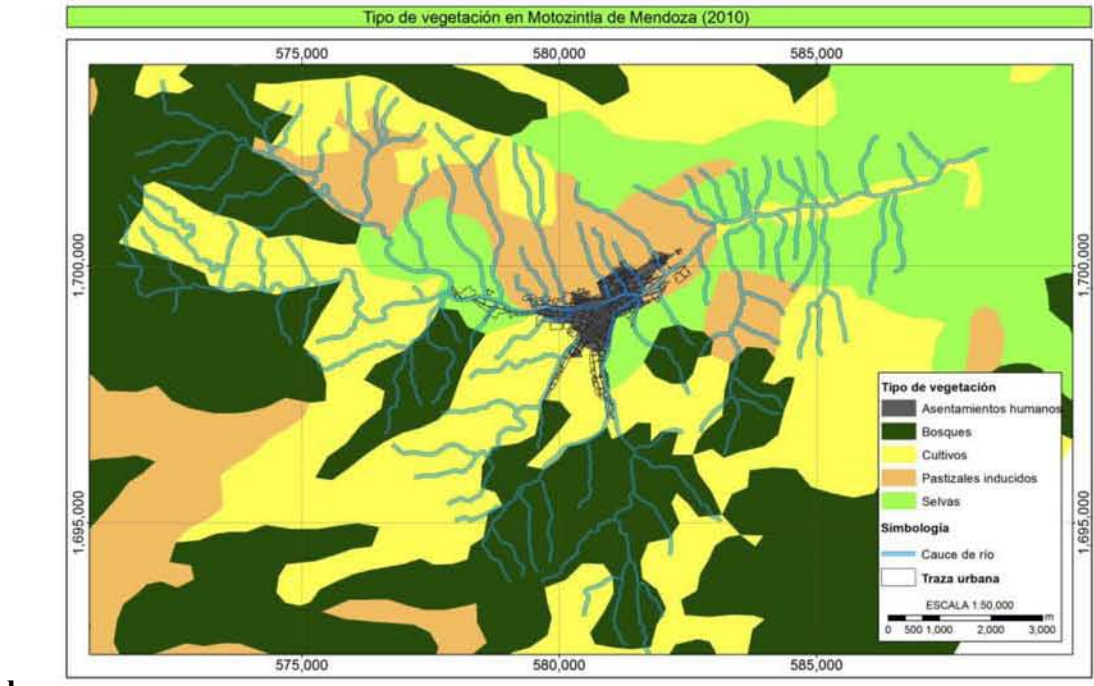 Tipo de vegetación en Motozintla de Mendoza (2010)
575,000 580,000 585,000
1,700,000 1,700,000
1,695,000 1,695,000
Tipo de vegetación
Asentamientos humanos
Bosques
Cultivos
Pastizales inducidos
Selvas
Simbología
Cauce de río
Traza urbana
ESCALA 1:50,000
m
0 500 1,000 2,000 3,000
575,000 580,000 585,000